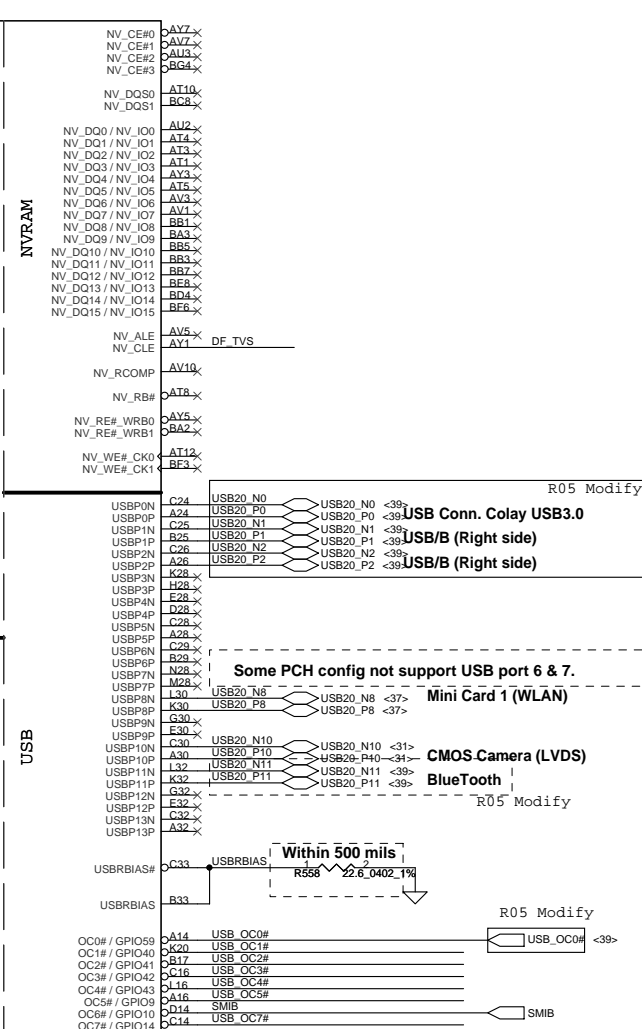 NVRAM
NV_CE#0 AY7
NV_CE#1 AV7
NV_CE#2 AU3
NV_CE#3 BG4
NV_DQS0 AT10
NV_DQS1 BC8
NV_DQ0 / NV_IO0 AU2
NV_DQ1 / NV_IO1 AT4
NV_DQ2 / NV_IO2 AT3
NV_DQ3 / NV_IO3 AT1
NV_DQ4 / NV_IO4 AY3
NV_DQ5 / NV_IO5 AT5
NV_DQ6 / NV_IO6 AV3
NV_DQ7 / NV_IO7 AV1
NV_DQ8 / NV_IO8 BB1
NV_DQ9 / NV_IO9 BA3
NV_DQ10 / NV_IO10 BB5
NV_DQ11 / NV_IO11 BB3
NV_DQ12 / NV_IO12 BB7
NV_DQ13 / NV_IO13 BE8
NV_DQ14 / NV_IO14 BD4
NV_DQ15 / NV_IO15 BF6
NV_ALE AV5
NV_CLE AY1 DF_TVS
NV_RCOMP AV10
NV_RB# AT8
NV_RE#_WRB0 AY5
NV_RE#_WRB1 BA2
NV_WE#_CK0 AT12
NV_WE#_CK1 BF3
R05 Modify
USB
USBP0N C24 USB20_N0 USB20_N0 <39>
USBP0P A24 USB20_P0 USB20_P0 <39> USB Conn. Colay USB3.0
USBP1N C25 USB20_N1 USB20_N1 <39>
USBP1P B25 USB20_P1 USB20_P1 <39> USB/B (Right side)
USBP2N C26 USB20_N2 USB20_N2 <39>
USBP2P A26 USB20_P2 USB20_P2 <39> USB/B (Right side)
USBP3N K28
USBP3P H28
USBP4N E28
USBP4P D28
USBP5N C28
USBP5P A28
USBP6N C29
USBP6P B29
USBP7N N28
USBP7P M28
Some PCH config not support USB port 6 & 7.
USBP8N L30 USB20_N8 USB20_N8 <37> Mini Card 1 (WLAN)
USBP8P K30 USB20_P8 USB20_P8 <37>
USBP9N G30
USBP9P E30
USBP10N C30 USB20_N10 USB20_N10 <31>
USBP10P A30 USB20_P10 USB20_P10 <31> CMOS Camera (LVDS)
USBP11N L32 USB20_N11 USB20_N11 <39>
USBP11P K32 USB20_P11 USB20_P11 <39> BlueTooth
USBP12N G32
USBP12P E32
USBP13N C32
USBP13P A32
R05 Modify
Within 500 mils
USBRBIAS# C33 USBRBIAS 1 2
R558 22.6_0402_1%
USBRBIAS B33
R05 Modify
OC0# / GPIO59 A14 USB_OC0# USB_OC0# <39>
OC1# / GPIO40 K20 USB_OC1#
OC2# / GPIO41 B17 USB_OC2#
OC3# / GPIO42 C16 USB_OC3#
OC4# / GPIO43 L16 USB_OC4#
OC5# / GPIO9 A16 USB_OC5#
OC6# / GPIO10 D14 SMIB SMIB
OC7# / GPIO14 C14 USB_OC7#